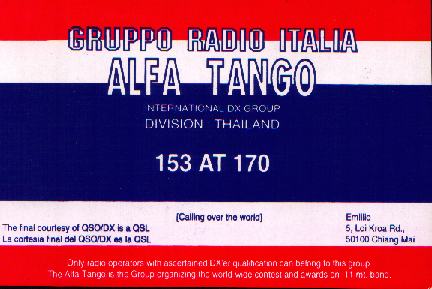 GRUPPO RADIO ITALIA
ALFA TANGO
INTERNATIONAL DX GROUP
DIVISION THAILAND
153 AT 170
[Calling over the world]
The final courtesy of QSO/DX is a QSL
La cortesia final del QSO/DX es la QSL
Emililo
5, Loi Kroa Rd.,
50100 Chiang Mai
Only radio operators with ascertained DX'er qualification can belong to this group
The Alfa Tango is the Group organizing the world wide contest and awards on 11 mt. band.